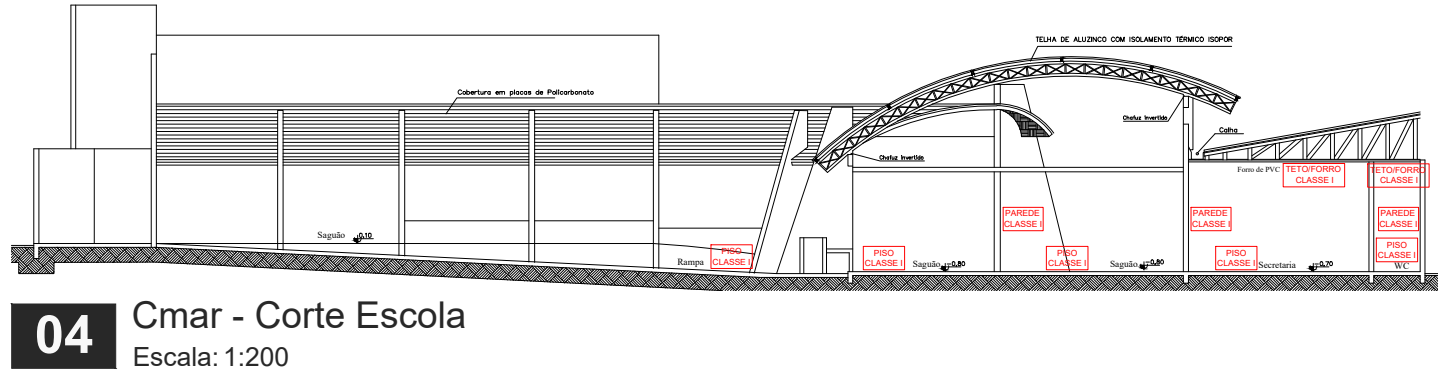 TELHA DE ALUZINCO COM ISOLAMENTO TÉRMICO ISOPOR
Cobertura em placas de Policarbonato
Chafuz invertido
Calha
Chafuz invertido
Forro de PVC
TETO/FORRO
CLASSE I
TETO/FORRO
CLASSE I
PAREDE
CLASSE I
PAREDE
CLASSE I
PAREDE
CLASSE I
Saguão
0,10
Rampa
PISO
CLASSE I
PISO
CLASSE I
Saguão
-0,80
PISO
CLASSE I
Saguão
-0,80
PISO
CLASSE I
Secretaria
-0,70
PISO
CLASSE I
WC
04
Cmar - Corte Escola
Escala: 1:200